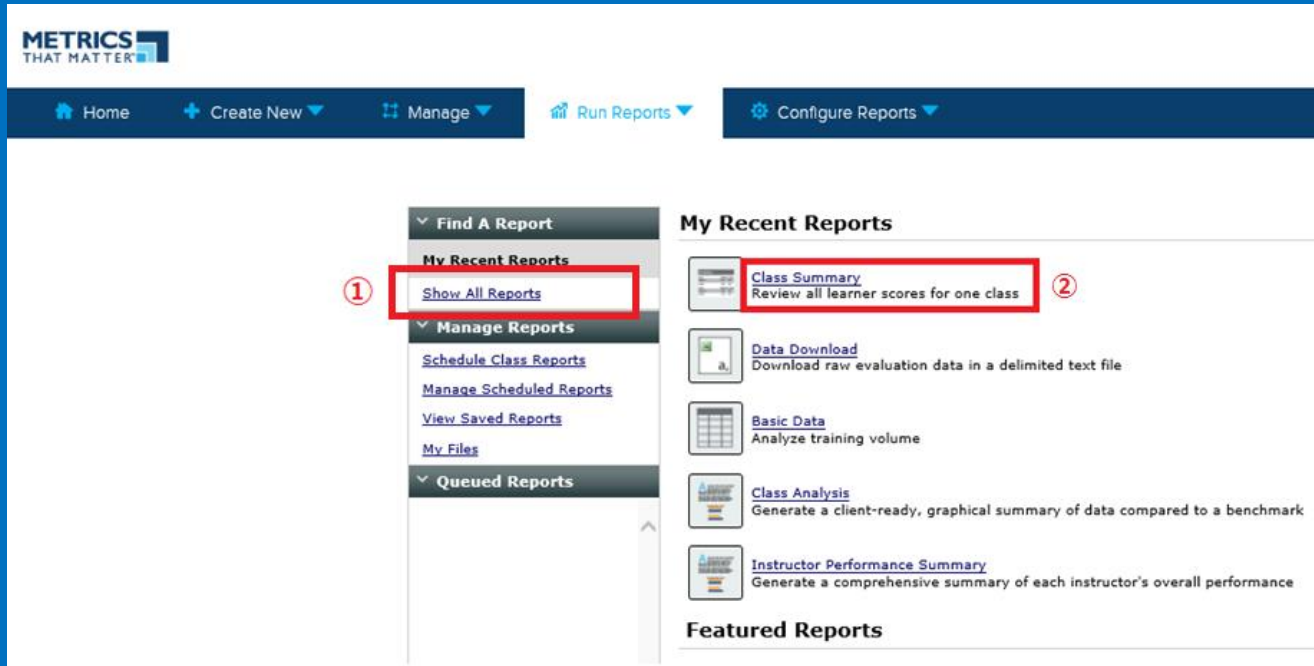 METRICS
THAT MATTER
Home Create New Manage Run Reports Configure Reports
Find A Report
My Recent Reports
① Show All Reports
Manage Reports
Schedule Class Reports
Manage Scheduled Reports
View Saved Reports
My Files
Queued Reports
My Recent Reports
Class Summary ②
Review all learner scores for one class
a,
Data Download
Download raw evaluation data in a delimited text file
Basic Data
Analyze training volume
Class Analysis
Generate a client-ready, graphical summary of data compared to a benchmark
Instructor Performance Summary
Generate a comprehensive summary of each instructor's overall performance
Featured Reports